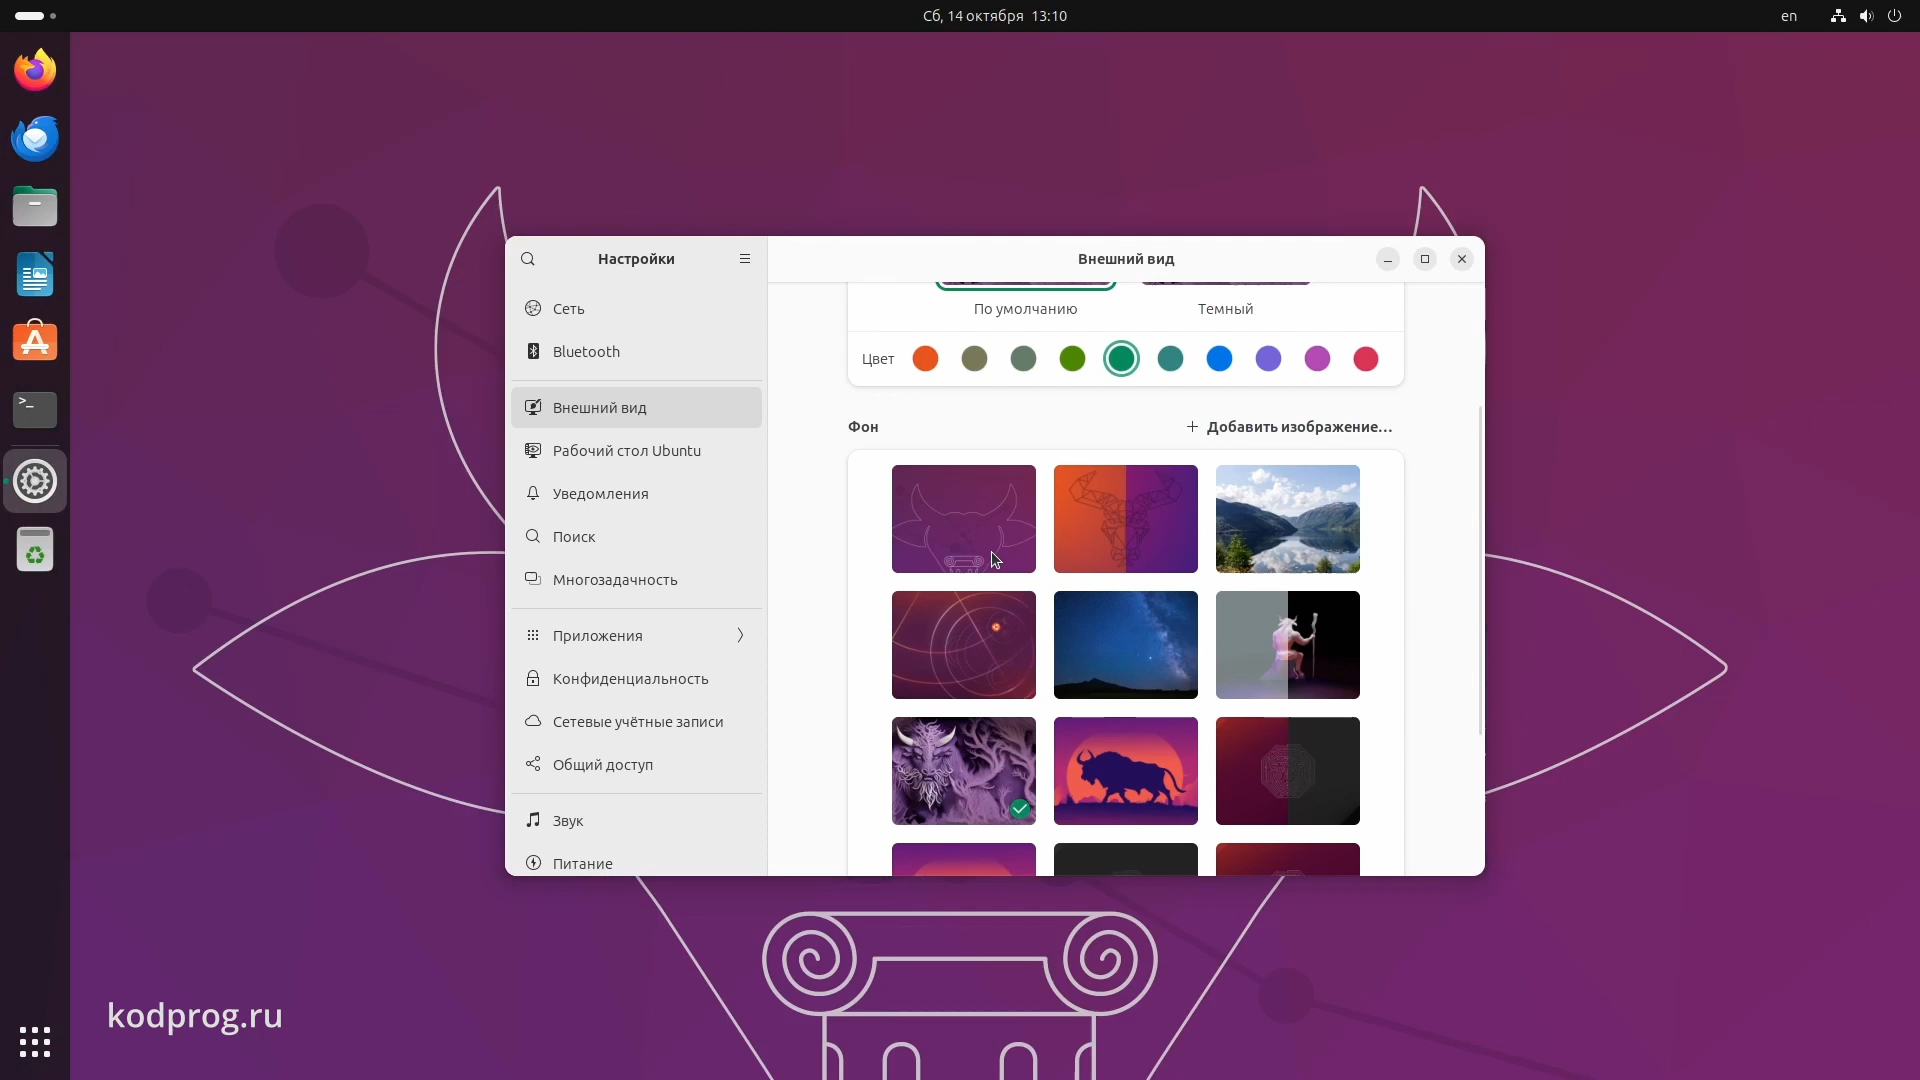 Сб, 14 октября 13:10
en
Настройки
Внешний вид
Сеть
Bluetooth
Внешний вид
Рабочий стол Ubuntu
Уведомления
Поиск
Многозадачность
Приложения
Конфиденциальность
Сетевые учётные записи
Общий доступ
Звук
Питание
По умолчанию
Темный
Цвет
Фон
+ Добавить изображение...
kodprog.ru